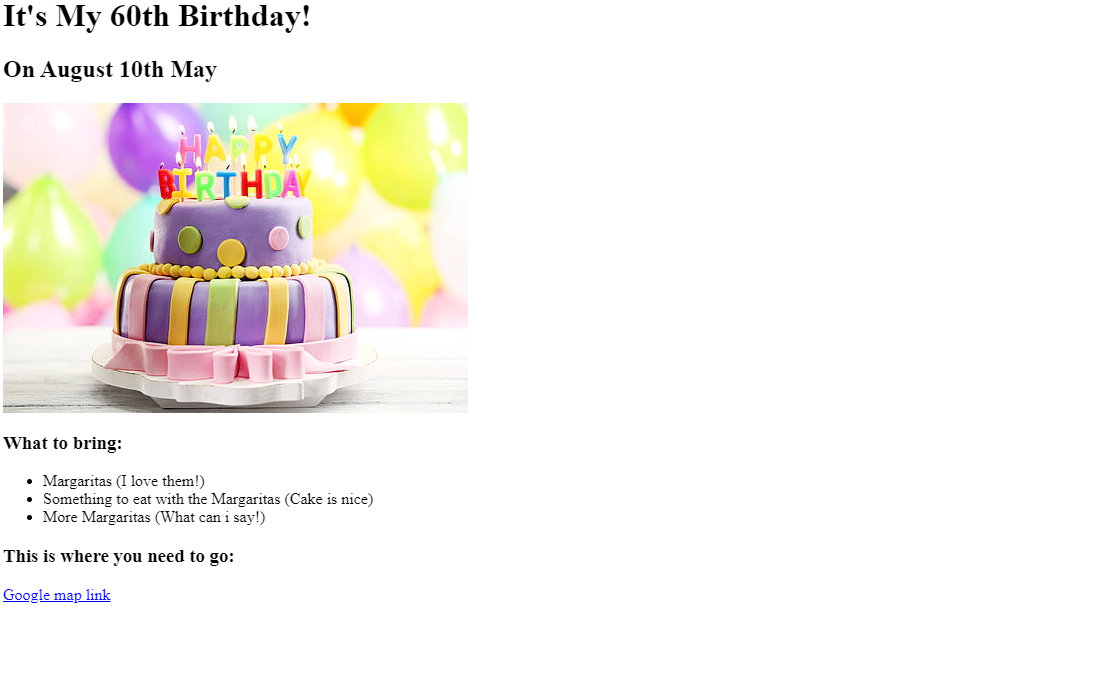 It's My 60th Birthday!
On August 10th May
HAPPY
BIRTHDAY
What to bring:
Margaritas (I love them!)
Something to eat with the Margaritas (Cake is nice)
More Margaritas (What can i say!)
This is where you need to go:
Google map link